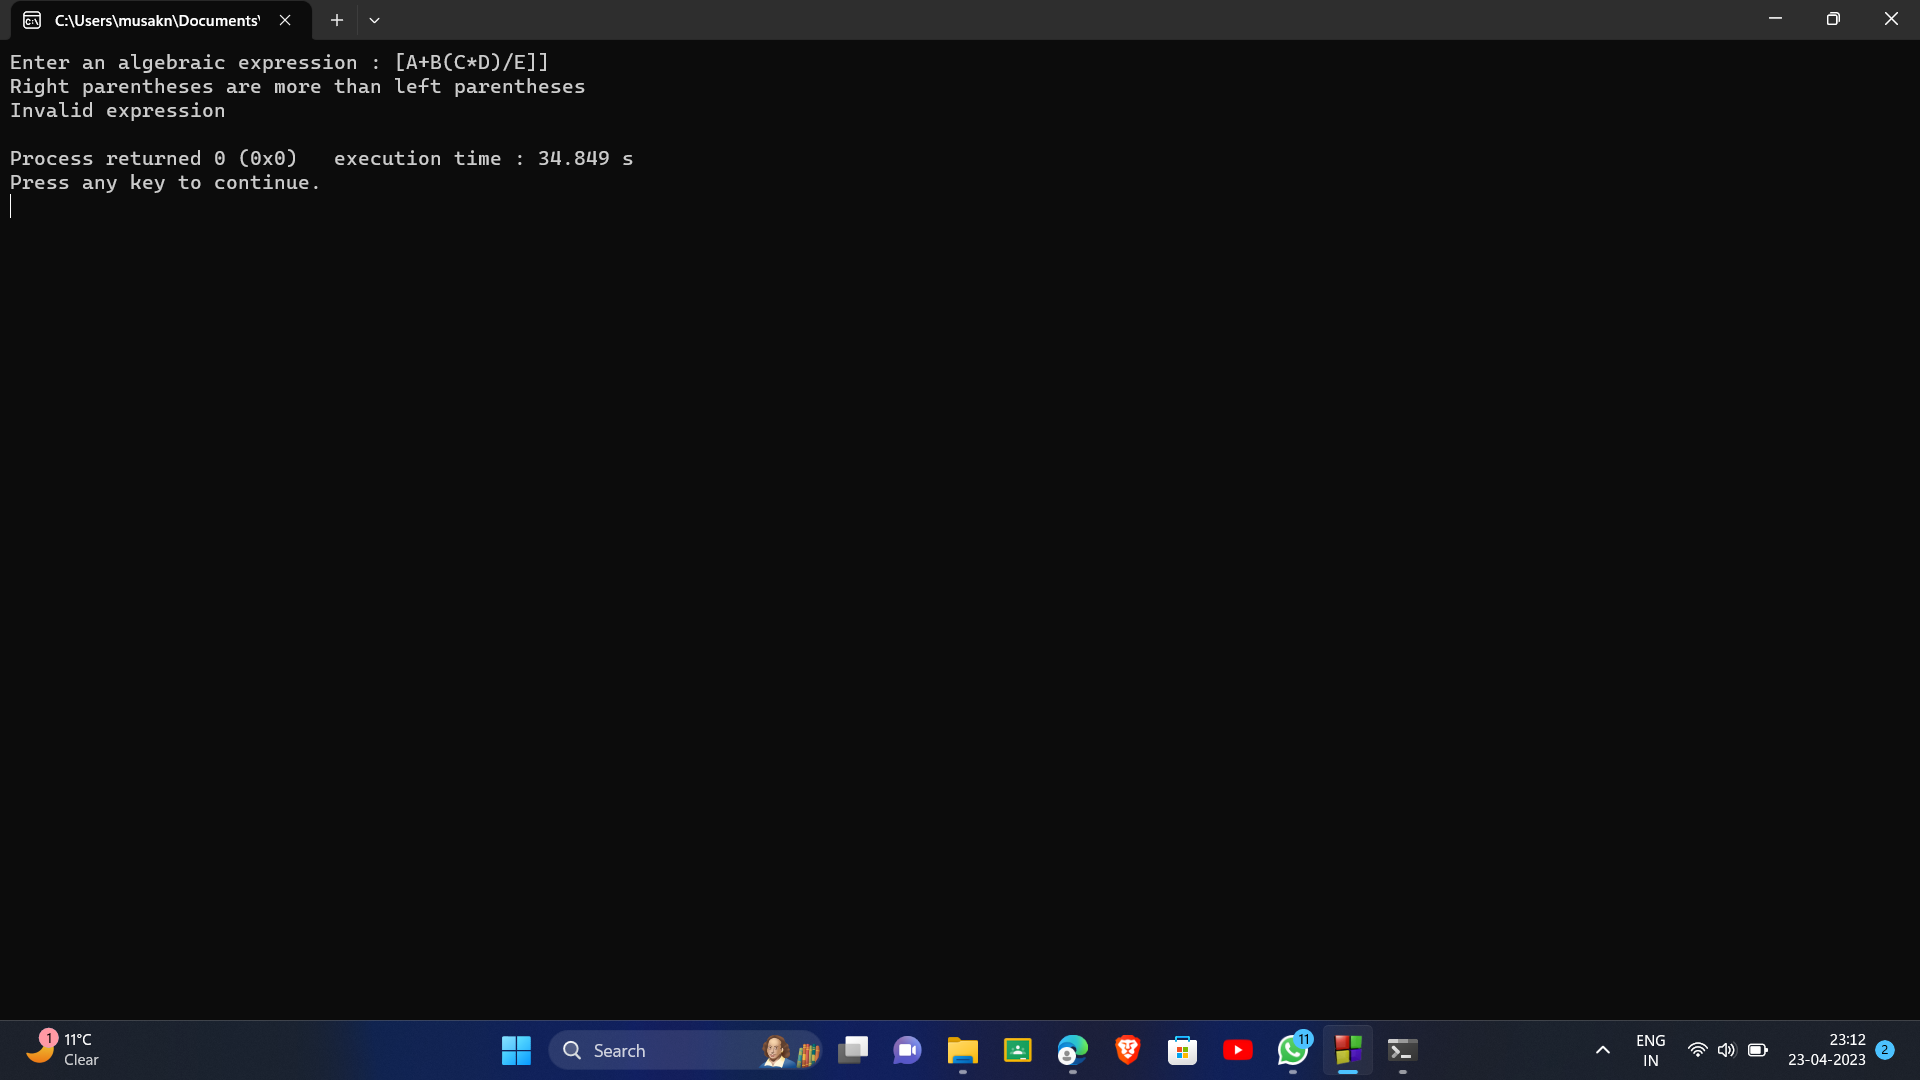 C:\Users\musakn\Documents\
Enter an algebraic expression : [A+B(C*D)/E]]
Right parentheses are more than left parentheses
Invalid expression
Process returned 0 (0x0)   execution time : 34.849 s
Press any key to continue.
1
11°C
Clear
Search
11
ENG
IN
23:12
23-04-2023
2